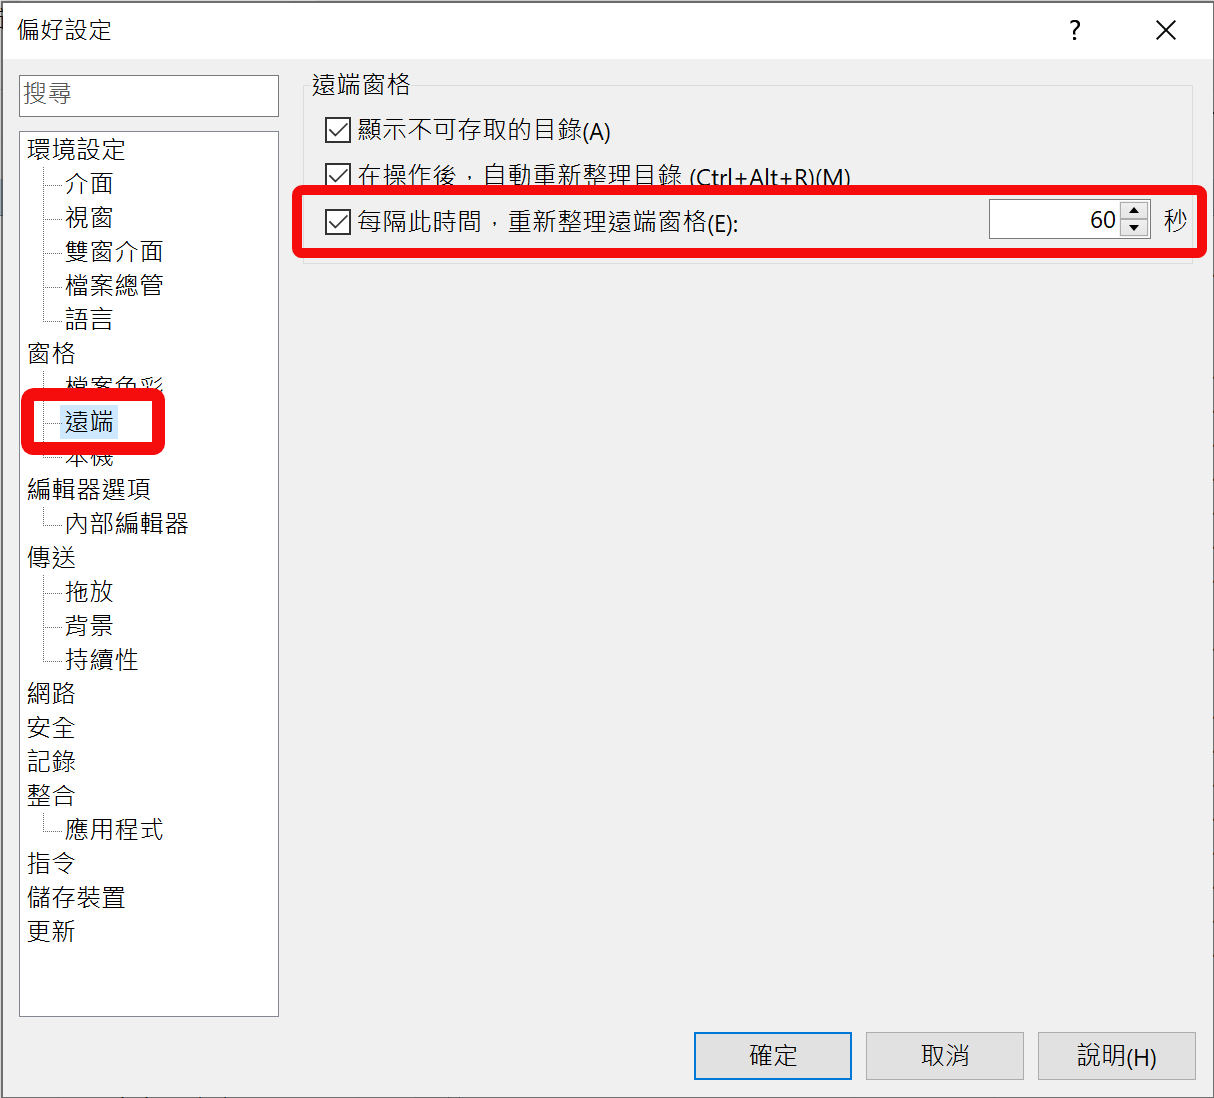 偏好設定
搜尋
環境設定
介面
視窗
雙窗介面
檔案總管
語言
窗格
檔案色彩
遠端
本機
編輯器選項
內部編輯器
傳送
拖放
背景
持續性
網路
安全
記錄
整合
應用程式
指令
儲存裝置
更新
遠端窗格
顯示不可存取的目錄(A)
在操作後，自動重新整理目錄 (Ctrl+Alt+R)(M)
每隔此時間，重新整理遠端窗格(E): 60 秒
確定 取消 說明(H)